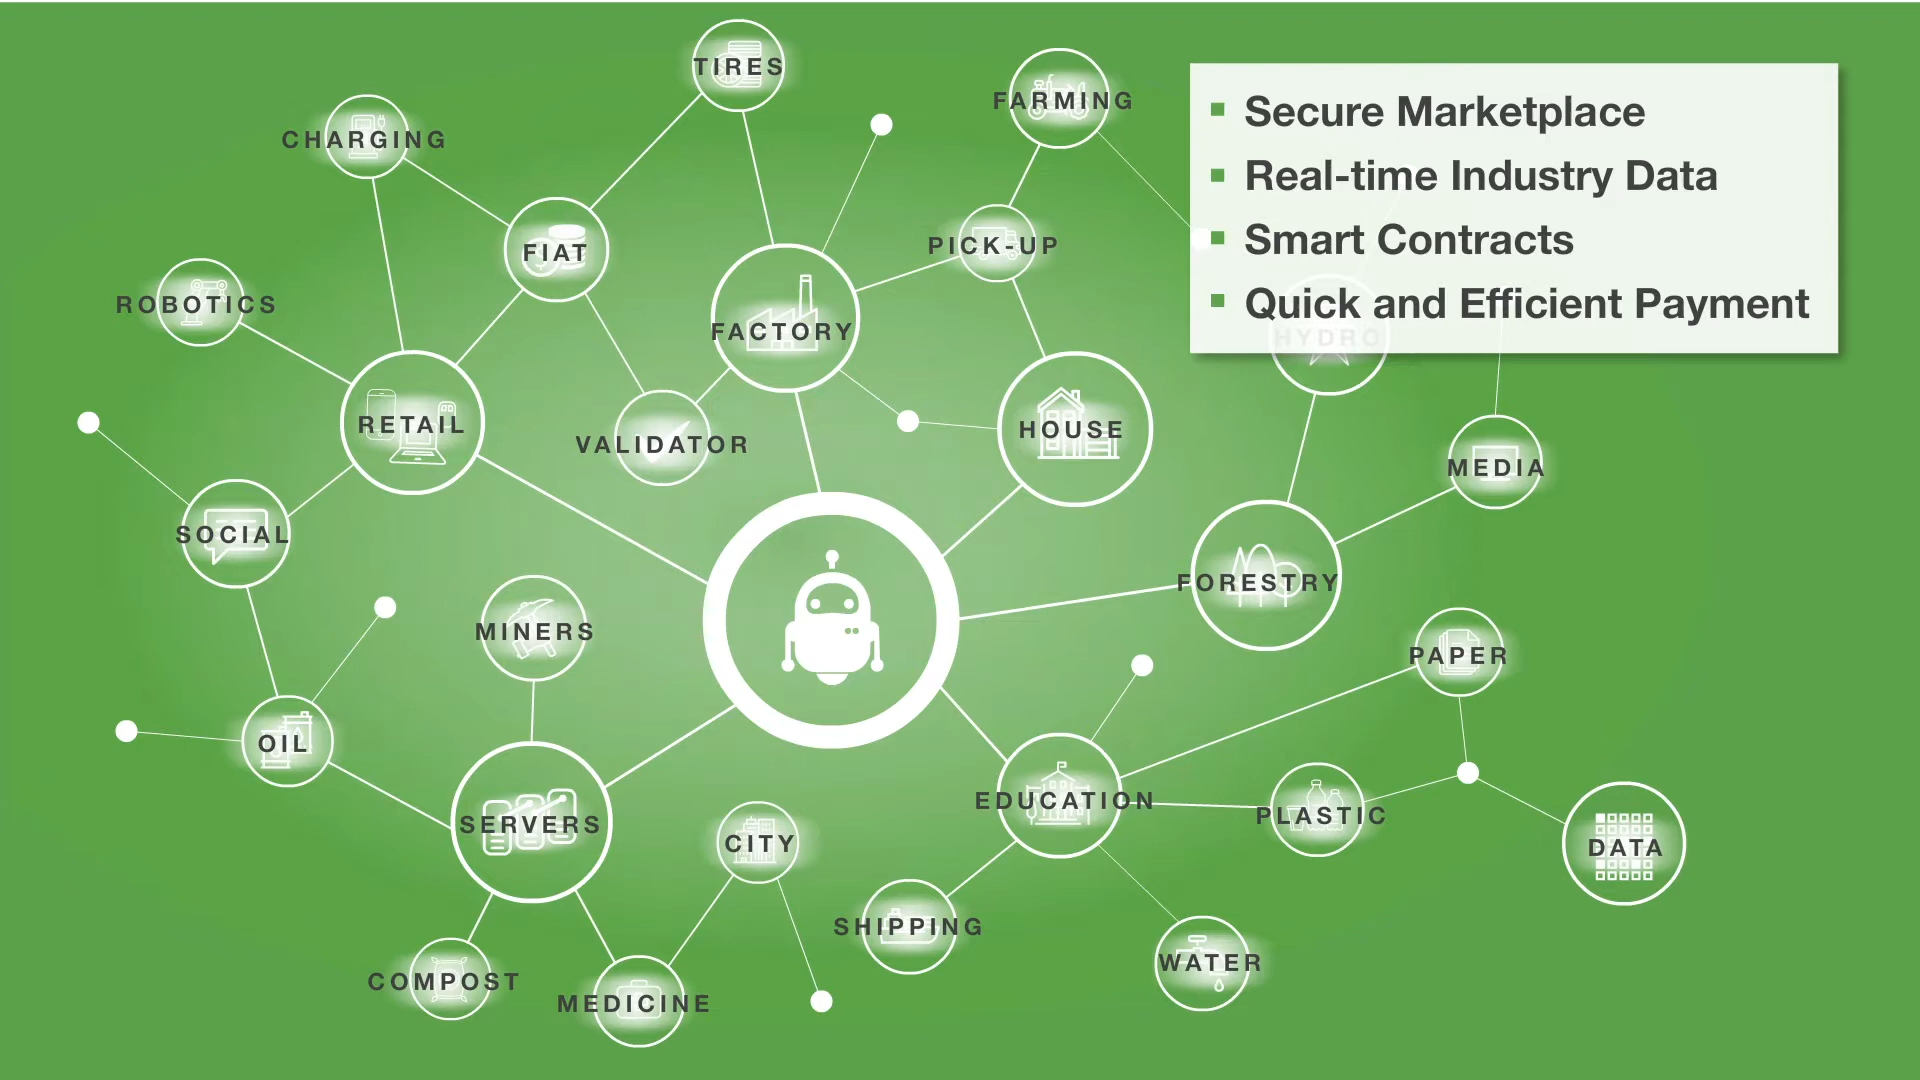 TIRES
FARMING
CHARGING
FIAT
PICK-UP
ROBOTICS
FACTORY
RETAIL
VALIDATOR
HOUSE
Secure Marketplace
Real-time Industry Data
Smart Contracts
Quick and Efficient Payment
HYDRO
MEDIA
SOCIAL
FORESTRY
MINERS
PAPER
OIL
SERVERS
CITY
EDUCATION
PLASTIC
DATA
SHIPPING
WATER
COMPOST
MEDICINE